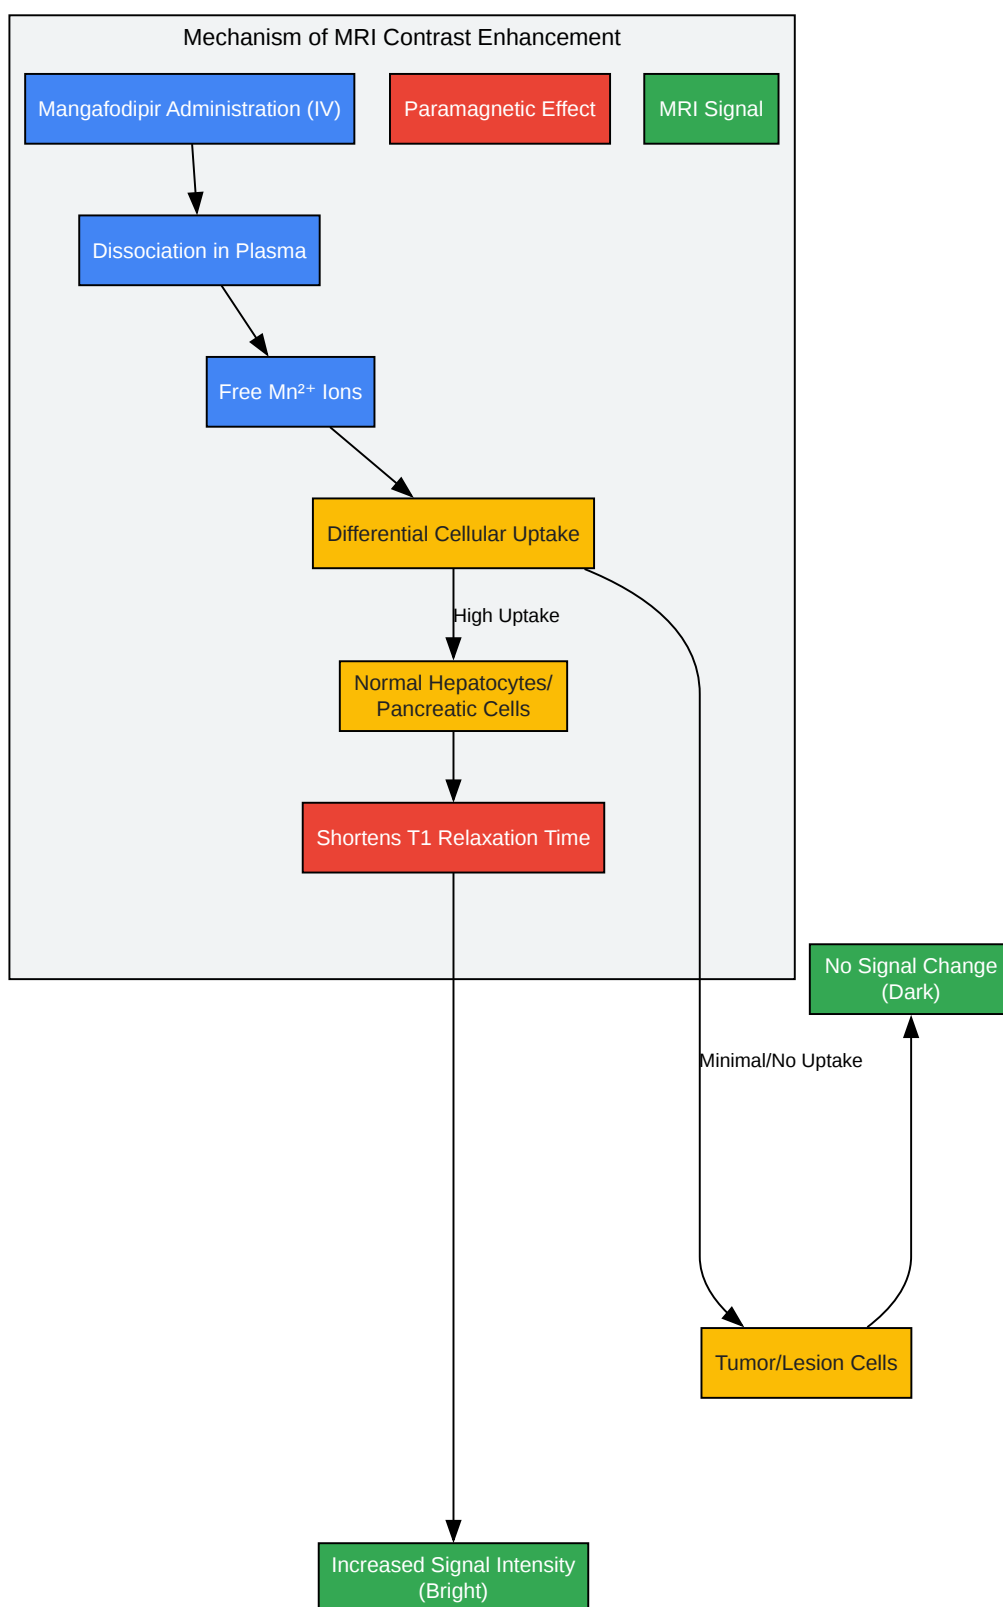 Mechanism of MRI Contrast Enhancement
Mangafodipir Administration (IV)
Paramagnetic Effect
MRI Signal
Dissociation in Plasma
Free Mn²⁺ Ions
Differential Cellular Uptake
High Uptake
Normal Hepatocytes/
Pancreatic Cells
Shortens T1 Relaxation Time
No Signal Change
(Dark)
Minimal/No Uptake
Tumor/Lesion Cells
Increased Signal Intensity
(Bright)